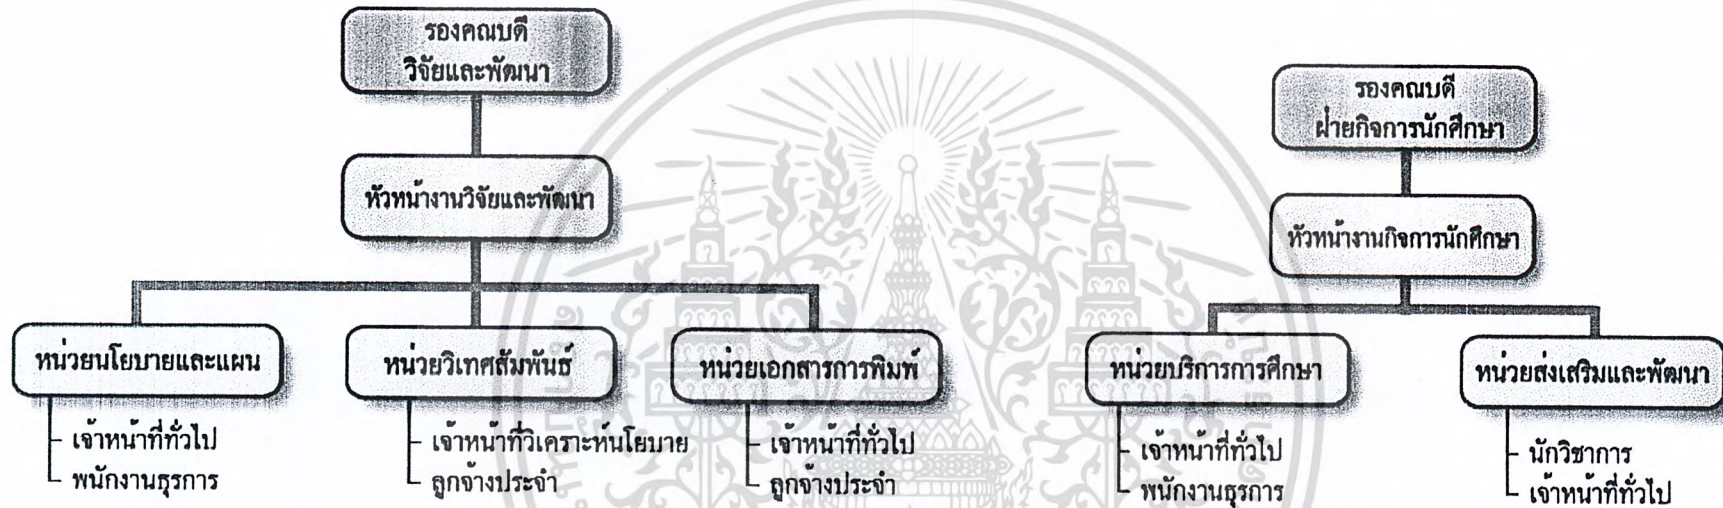 รองคณบดี
วิจัยและพัฒนา
หัวหน้างานวิจัยและพัฒนา
หน่วยนโยบายและแผน
- เจ้าหน้าที่ทั่วไป
- พนักงานธุรการ
หน่วยวิเทศสัมพันธ์
- เจ้าหน้าที่วิเคราะห์นโยบาย
- ลูกจ้างประจำ
หน่วยเอกสารการพิมพ์
- เจ้าหน้าที่ทั่วไป
- ลูกจ้างประจำ
รองคณบดี
ฝ่ายกิจการนักศึกษา
หัวหน้างานกิจการนักศึกษา
หน่วยบริการการศึกษา
- เจ้าหน้าที่ทั่วไป
- พนักงานธุรการ
หน่วยส่งเสริมและพัฒนา
- นักวิชาการ
- เจ้าหน้าที่ทั่วไป